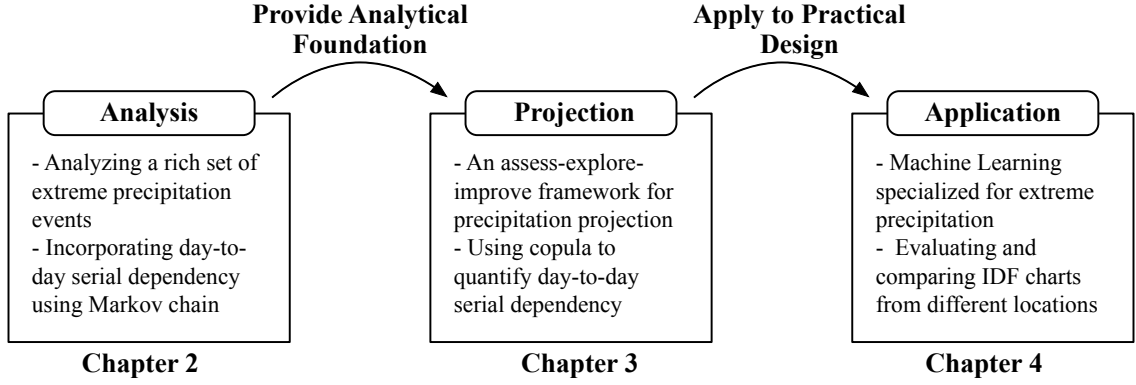 Provide Analytical
Foundation
Apply to Practical
Design
Analysis
- Analyzing a rich set of
extreme precipitation
events
- Incorporating day-to-
day serial dependency
using Markov chain
Chapter 2
Projection
- An assess-explore-
improve framework for
precipitation projection
- Using copula to
quantify day-to-day
serial dependency
Chapter 3
Application
- Machine Learning
specialized for extreme
precipitation
- Evaluating and
comparing IDF charts
from different locations
Chapter 4